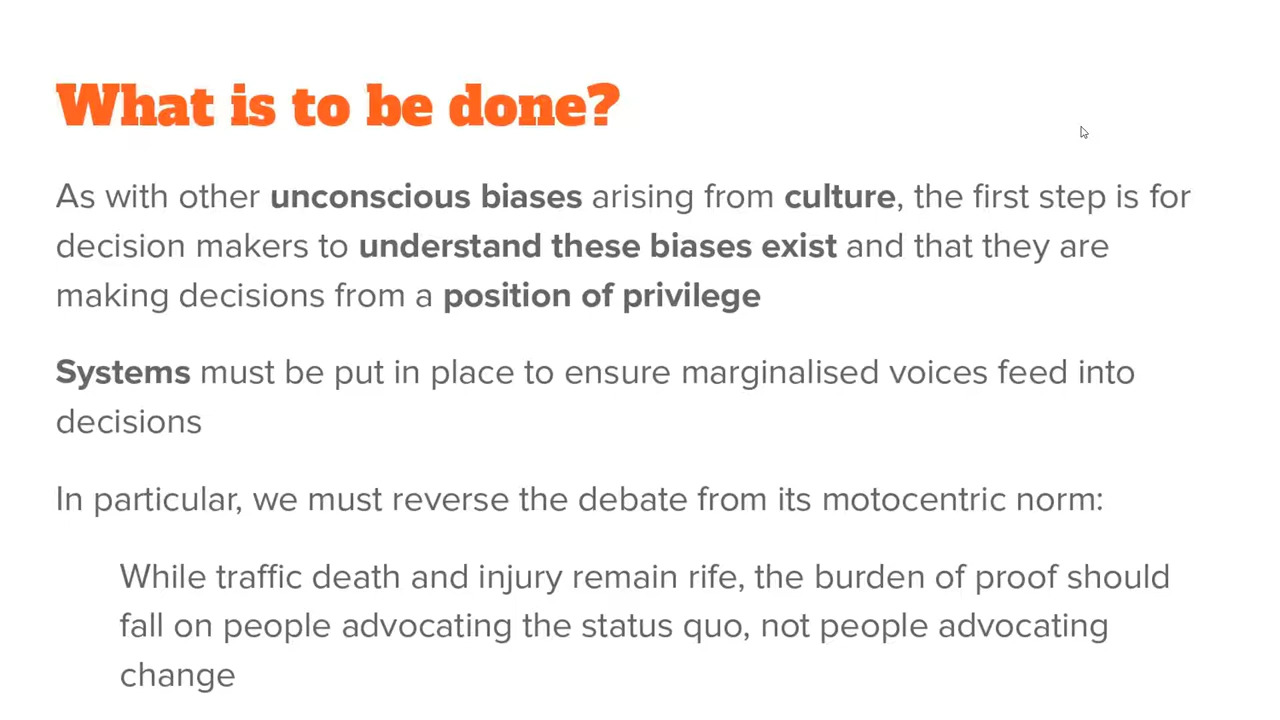 What is to be done?
As with other unconscious biases arising from culture, the first step is for
decision makers to understand these biases exist and that they are
making decisions from a position of privilege
Systems must be put in place to ensure marginalised voices feed into
decisions
In particular, we must reverse the debate from its motocentric norm:
While traffic death and injury remain rife, the burden of proof should
fall on people advocating the status quo, not people advocating
change